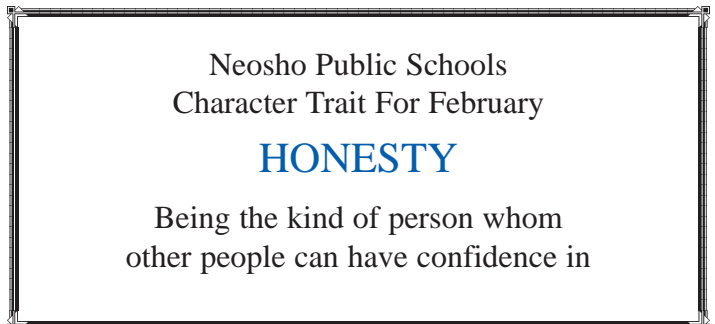 Neosho Public Schools
Character Trait For February
HONESTY
Being the kind of person whom
other people can have confidence in